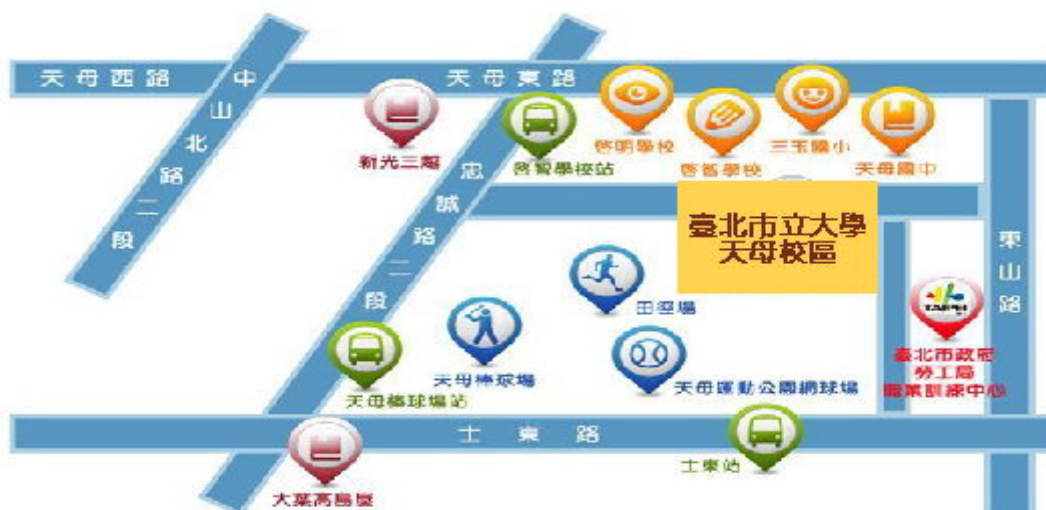 天母西路
天母東路
中山北路二段
新光三越
啓智學校站
啓明學校
啓智學校
三玉國小
天母國中
忠誠路二段
臺北市立大學
天母校區
東山路
田徑場
TAIPEI
臺北市政府
勞工局
職業訓練中心
天母棒球場
天母棒球場站
天母運動公園網球場
士東路
士東站
大葉高島屋